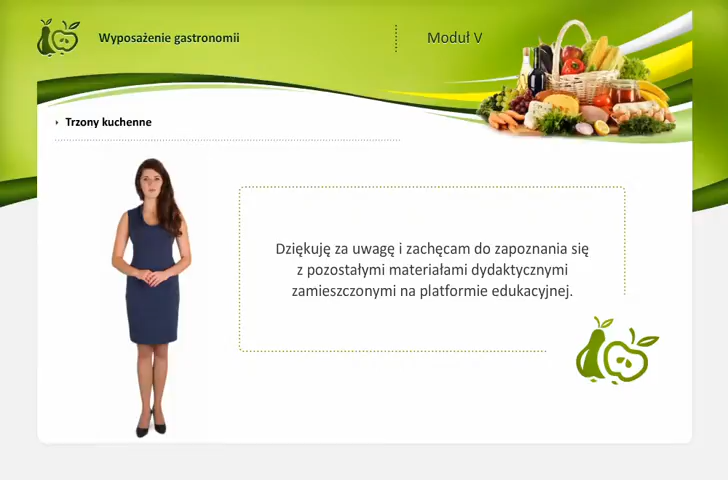 Wyposażenie gastronomii
Moduł V
Trzony kuchenne
Dziękuję za uwagę i zachęcam do zapoznania się
z pozostałymi materiałami dydaktycznymi
zamieszczonymi na platformie edukacyjnej.